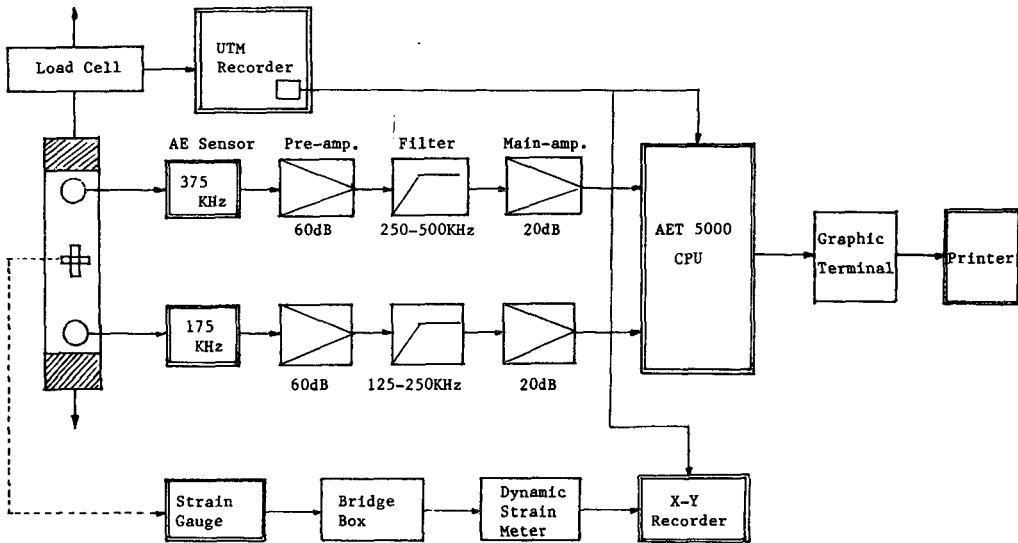 UTM
Recorder
Load Cell
AE Sensor
Pre-amp.
Filter
Main-amp.
375
KHz
60dB
250-500KHz
20dB
AET 5000
CPU
Graphic
Terminal
Printer
175
KHz
60dB
125-250KHz
20dB
Strain
Gauge
Bridge
Box
Dynamic
Strain
Meter
X-Y
Recorder